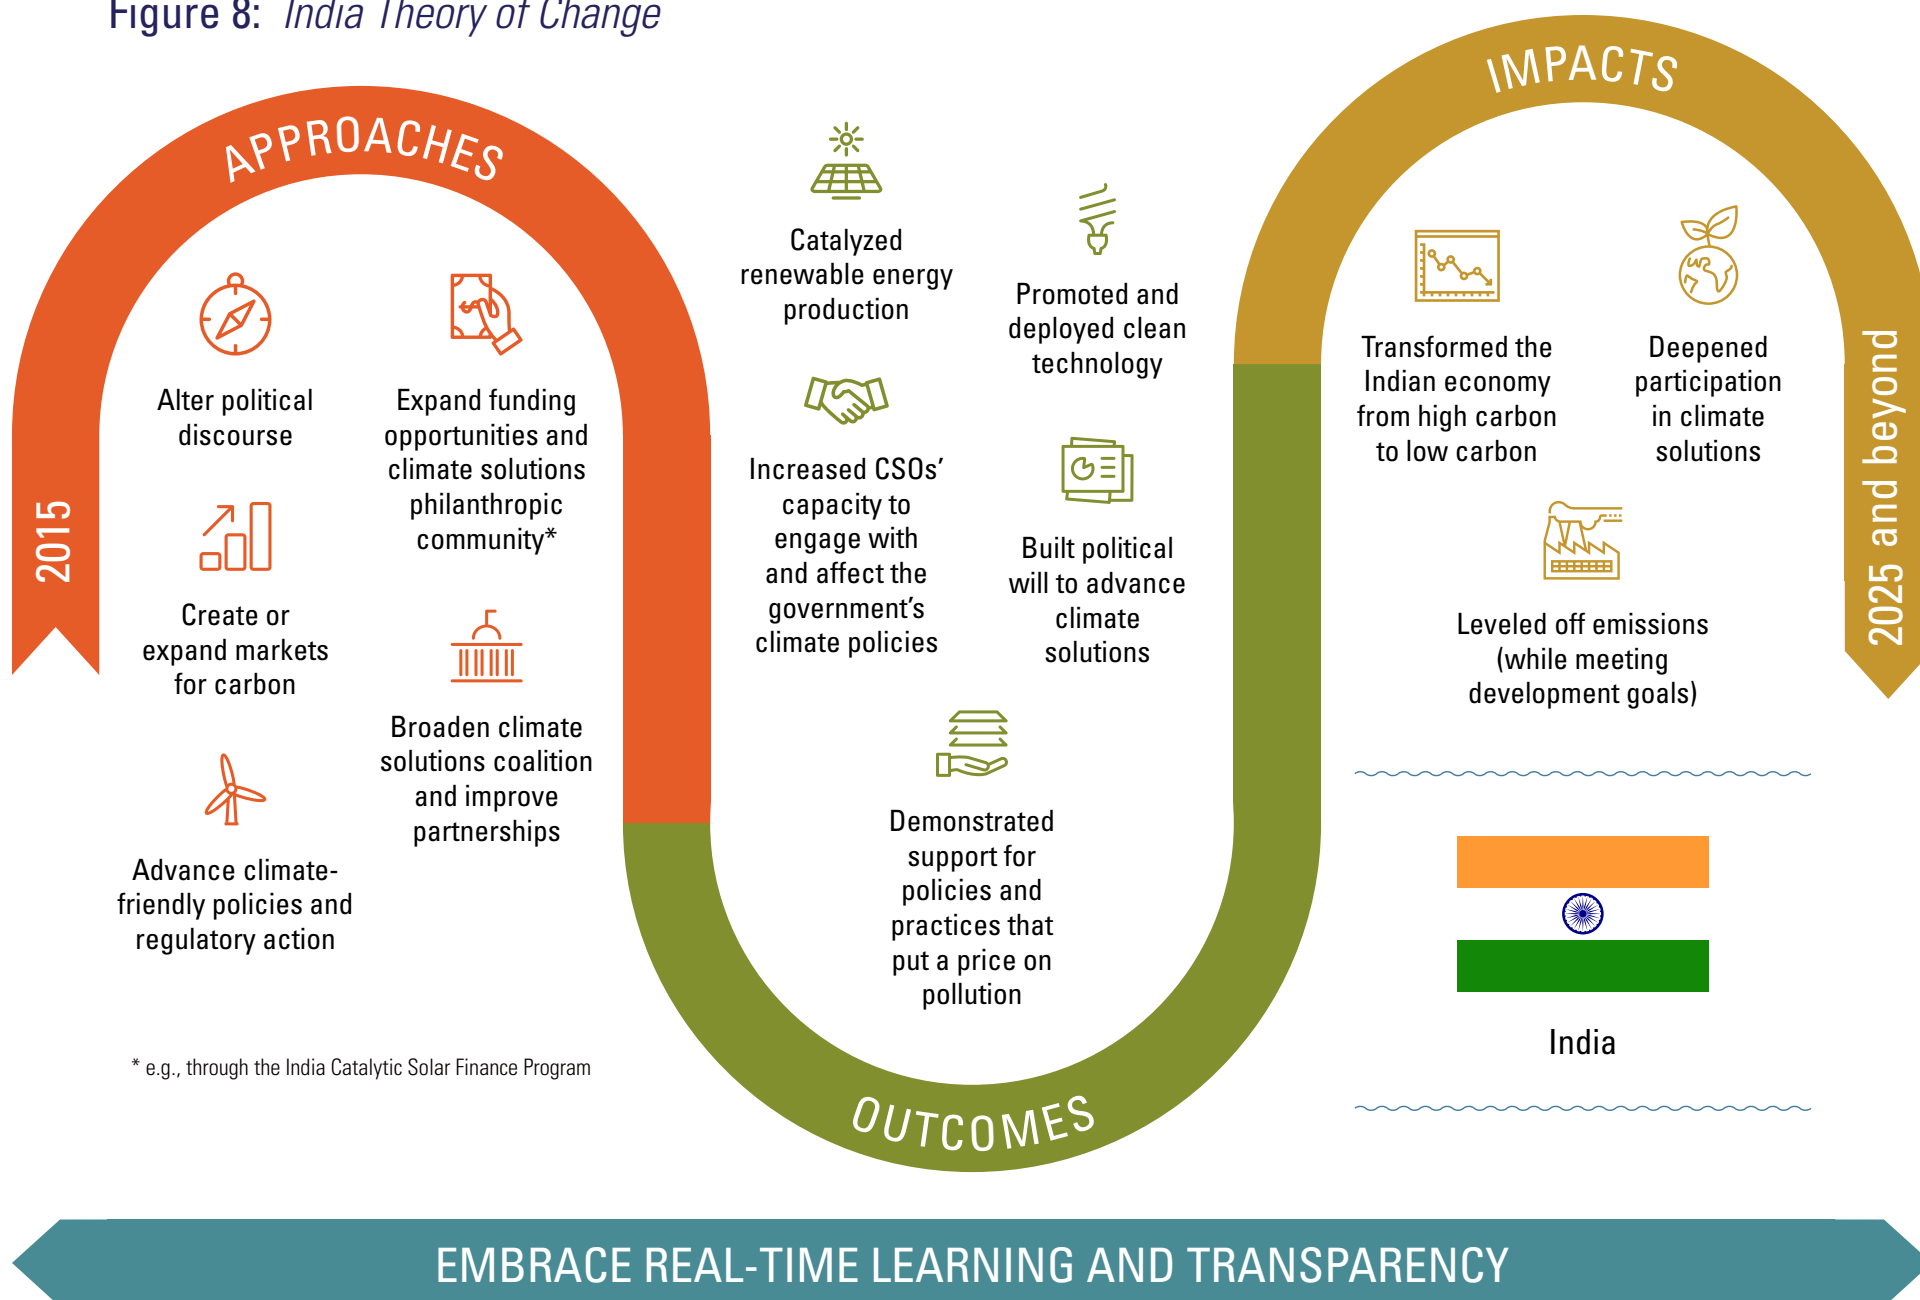 Figure 8: India Theory of Change
APPROACHES
2015
Alter political
discourse
Expand funding
opportunities and
climate solutions
philanthropic
community*
Create or
expand markets
for carbon
Broaden climate
solutions coalition
and improve
partnerships
Advance climate-
friendly policies and
regulatory action
* e.g., through the India Catalytic Solar Finance Program
Catalyzed
renewable energy
production
Promoted and
deployed clean
technology
Increased CSOs’
capacity to
engage with
and affect the
government’s
climate policies
Built political
will to advance
climate
solutions
Demonstrated
support for
policies and
practices that
put a price on
pollution
OUTCOMES
IMPACTS
Transformed the
Indian economy
from high carbon
to low carbon
Deepened
participation
in climate
solutions
Leveled off emissions
(while meeting
development goals)
2025 and beyond
India
EMBRACE REAL-TIME LEARNING AND TRANSPARENCY